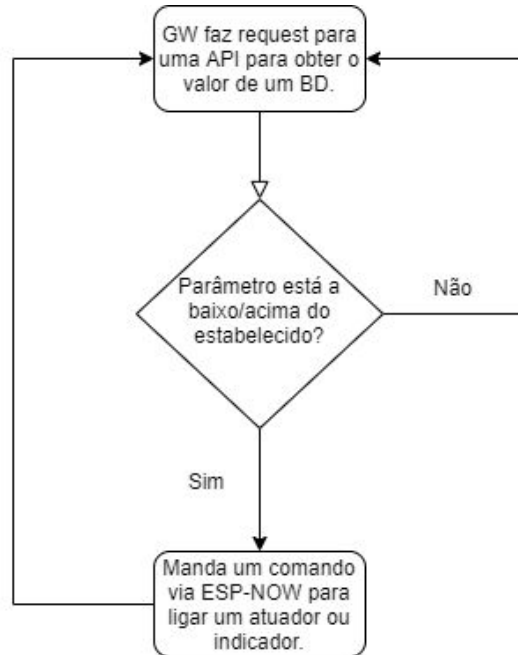 GW faz request para
uma API para obter o
valor de um BD.
Parâmetro está a
baixo/acima do
estabelecido?
Não
Sim
Manda um comando
via ESP-NOW para
ligar um atuador ou
indicador.